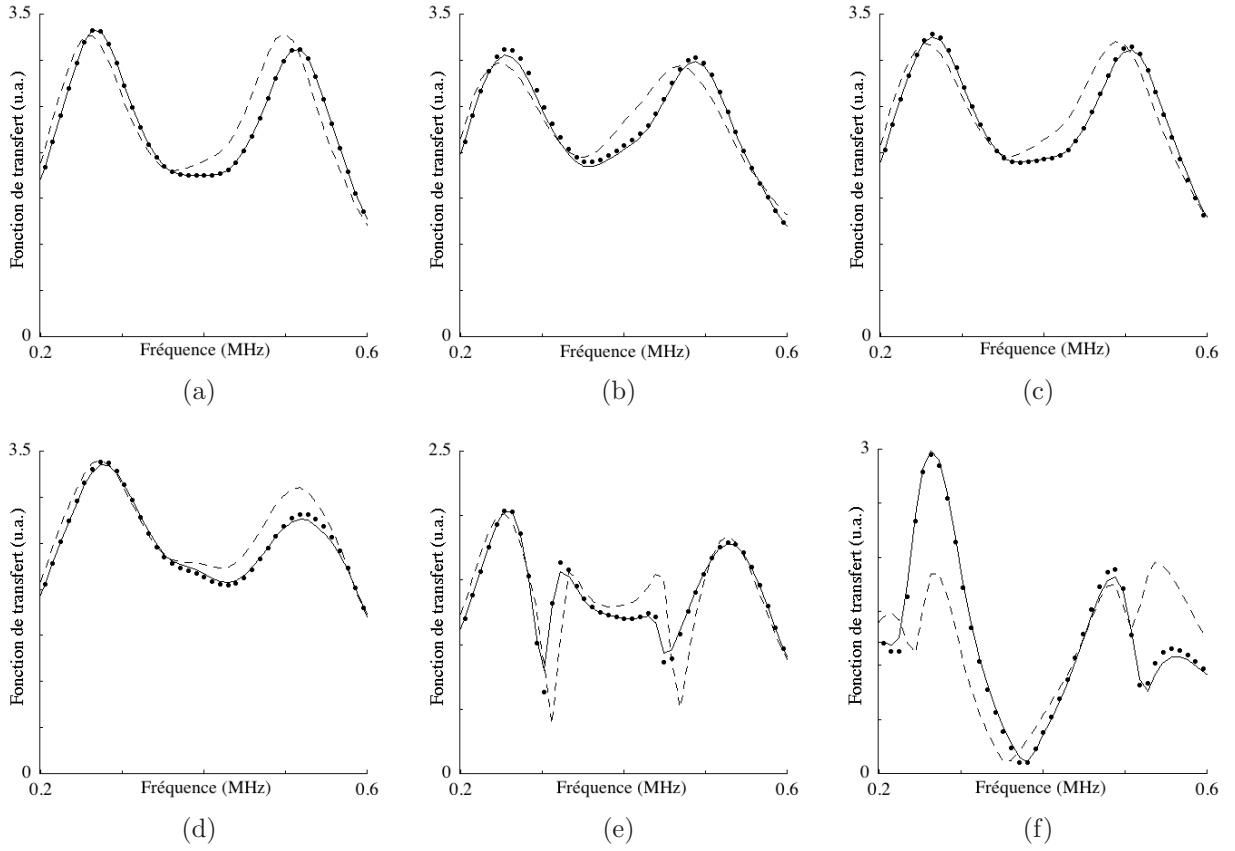 3.5
Fonction de transfert (u.a.)
0
0.2
Fréquence (MHz)
0.6
(a)
3.5
Fonction de transfert (u.a.)
0
0.2
Fréquence (MHz)
0.6
(b)
3.5
Fonction de transfert (u.a.)
0
0.2
Fréquence (MHz)
0.6
(c)
3.5
Fonction de transfert (u.a.)
0
0.2
Fréquence (MHz)
0.6
(d)
2.5
Fonction de transfert (u.a.)
0
0.2
Fréquence (MHz)
0.6
(e)
3
Fonction de transfert (u.a.)
0
0.2
Fréquence (MHz)
0.6
(f)